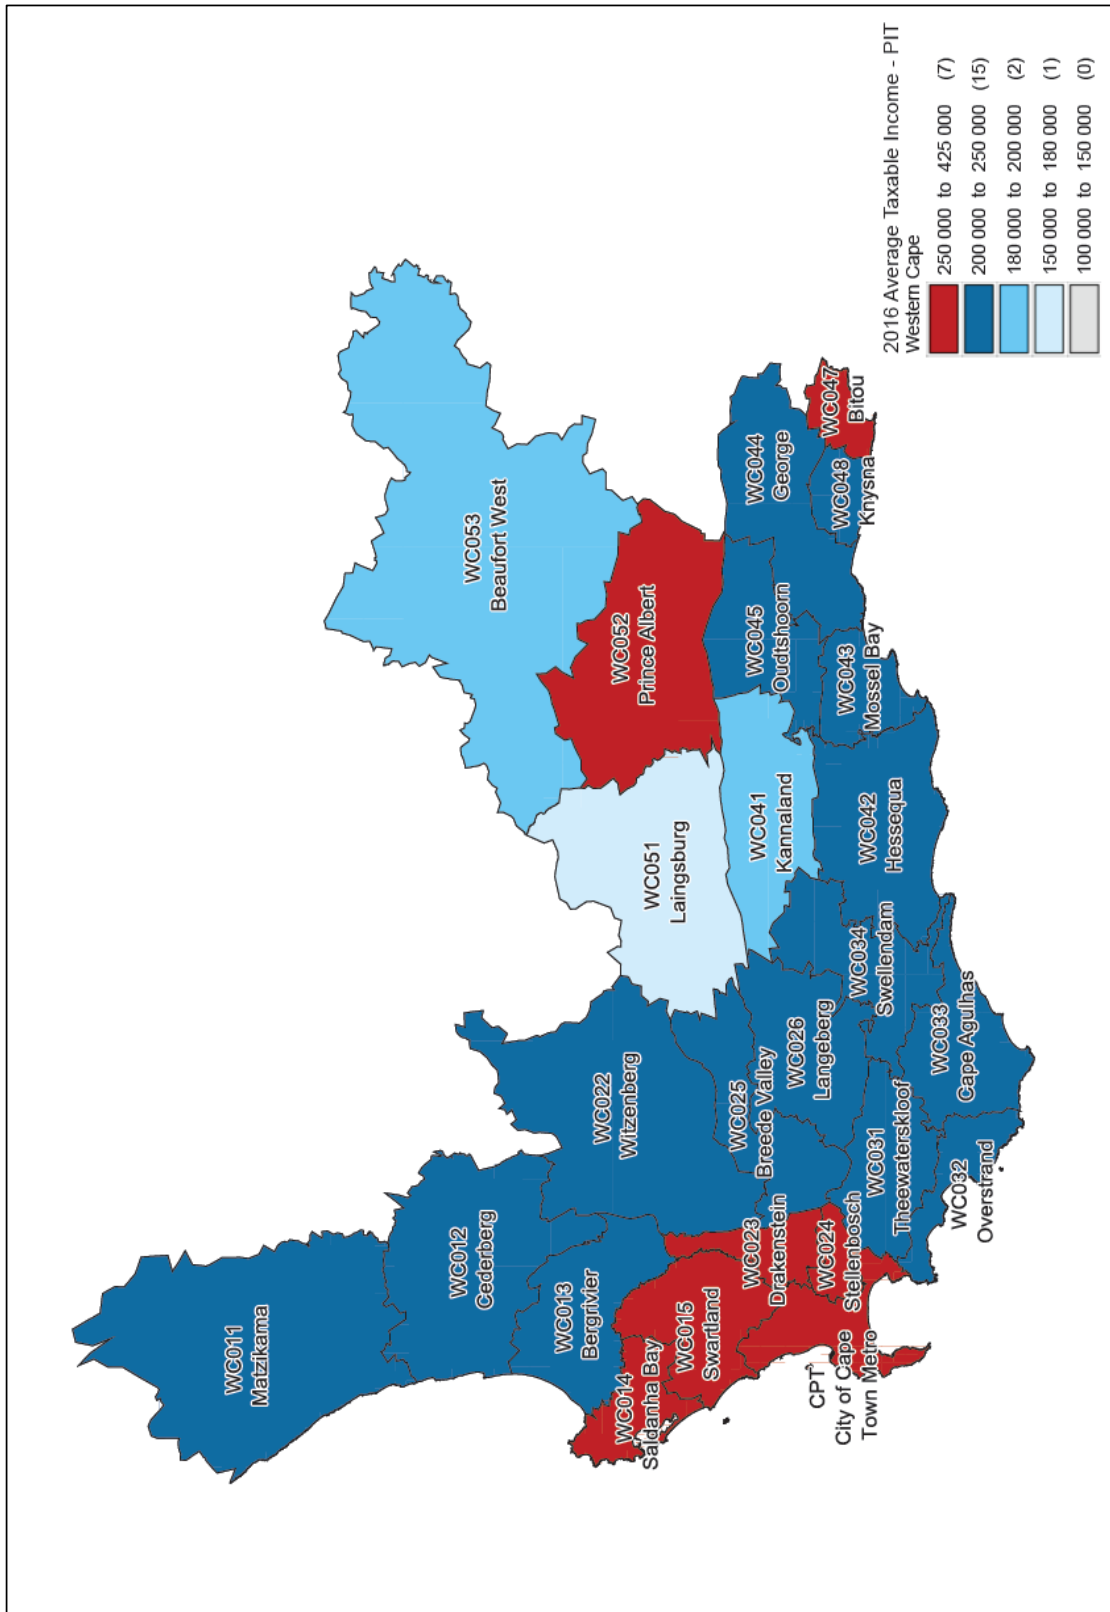 WC011
Matzikama
WC012
Cederberg
WC013
Bergrivier
WC014
Saldanha Bay
WC015
Swartland
CPT
City of Cape
Town Metro
WC023
Drakenstein
WC024
Stellenbosch
WC022
Witzenberg
WC025
Breede Valley
WC026
Langeberg
WC031
Theewaterskloof
WC032
Overstrand
WC033
Cape Agulhas
WC034
Swellendam
WC051
Laingsburg
WC041
Kannaland
WC042
Hessequa
WC053
Beaufort West
WC052
Prince Albert
WC045
Oudtshoorn
WC043
Mossel Bay
WC044
George
WC048
Knysna
WC047
Bitou
2016 Average Taxable Income - PIT
Western Cape
250 000 to 425 000 (7)
200 000 to 250 000 (15)
180 000 to 200 000 (2)
150 000 to 180 000 (1)
100 000 to 150 000 (0)